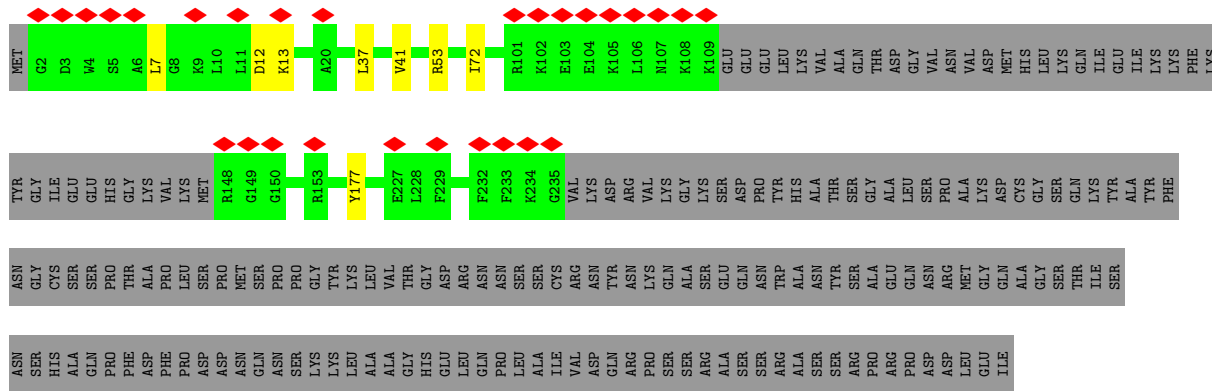 MET G2 D3 W4 S5 A6 L7 G8 K9 L10 L11 D12 K13 A20 L37 V41 R53 I72 R101 K102 E103 E104 K105 L106 N107 K108 K109 GLU GLU GLU LEU LYS VAL ALA GLN THR ASP GLY VAL ASN VAL ASP MET HIS LEU LYS GLN ILE GLU ILE LYS LYS PHE LYS
TYR GLY ILE GLU GLU HIS GLY LYS VAL LYS MET R148 G149 G150 R153 Y177 E227 L228 F229 F232 F233 K234 G235 VAL LYS ASP ARG VAL LYS GLY LYS SER ASP PRO TYR HIS ALA THR SER GLY ALA LEU SER PRO ALA LYS ASP CYS GLY SER GLN LYS TYR ALA TYR PHE
ASN GLY CYS SER SER PRO THR ALA PRO LEU SER PRO MET SER PRO PRO GLY TYR LYS LEU VAL THR GLY ASP ARG ASN ASN SER SER CYS ARG ASN TYR ASN LYS GLN ALA SER GLU GLN ASN TRP ALA ASN TYR SER ALA GLU GLN ASN ARG MET GLY GLN ALA GLY SER THR ILE SER
ASN SER HIS ALA GLN PRO PHE ASP PHE PRO ASP ASP ASN GLN ASN SER LYS LYS LEU ALA ALA GLY HIS GLU LEU GLN PRO LEU ALA ILE VAL ASP GLN ARG PRO SER SER ARG ALA SER SER ARG ALA SER SER ARG PRO ARG PRO ASP ASP LEU GLU ILE